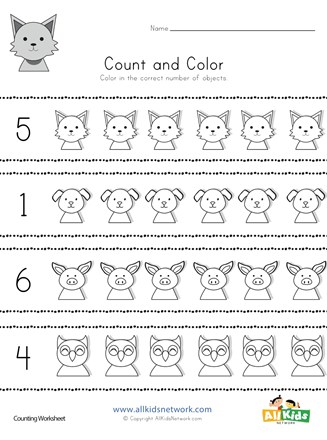 Name
Count and Color
Color in the correct number of objects.
5
1
6
4
www.allkidsnetwork.com
Copyright © AllKidsNetwork.com
Counting Worksheet
All Kids
NETWORK